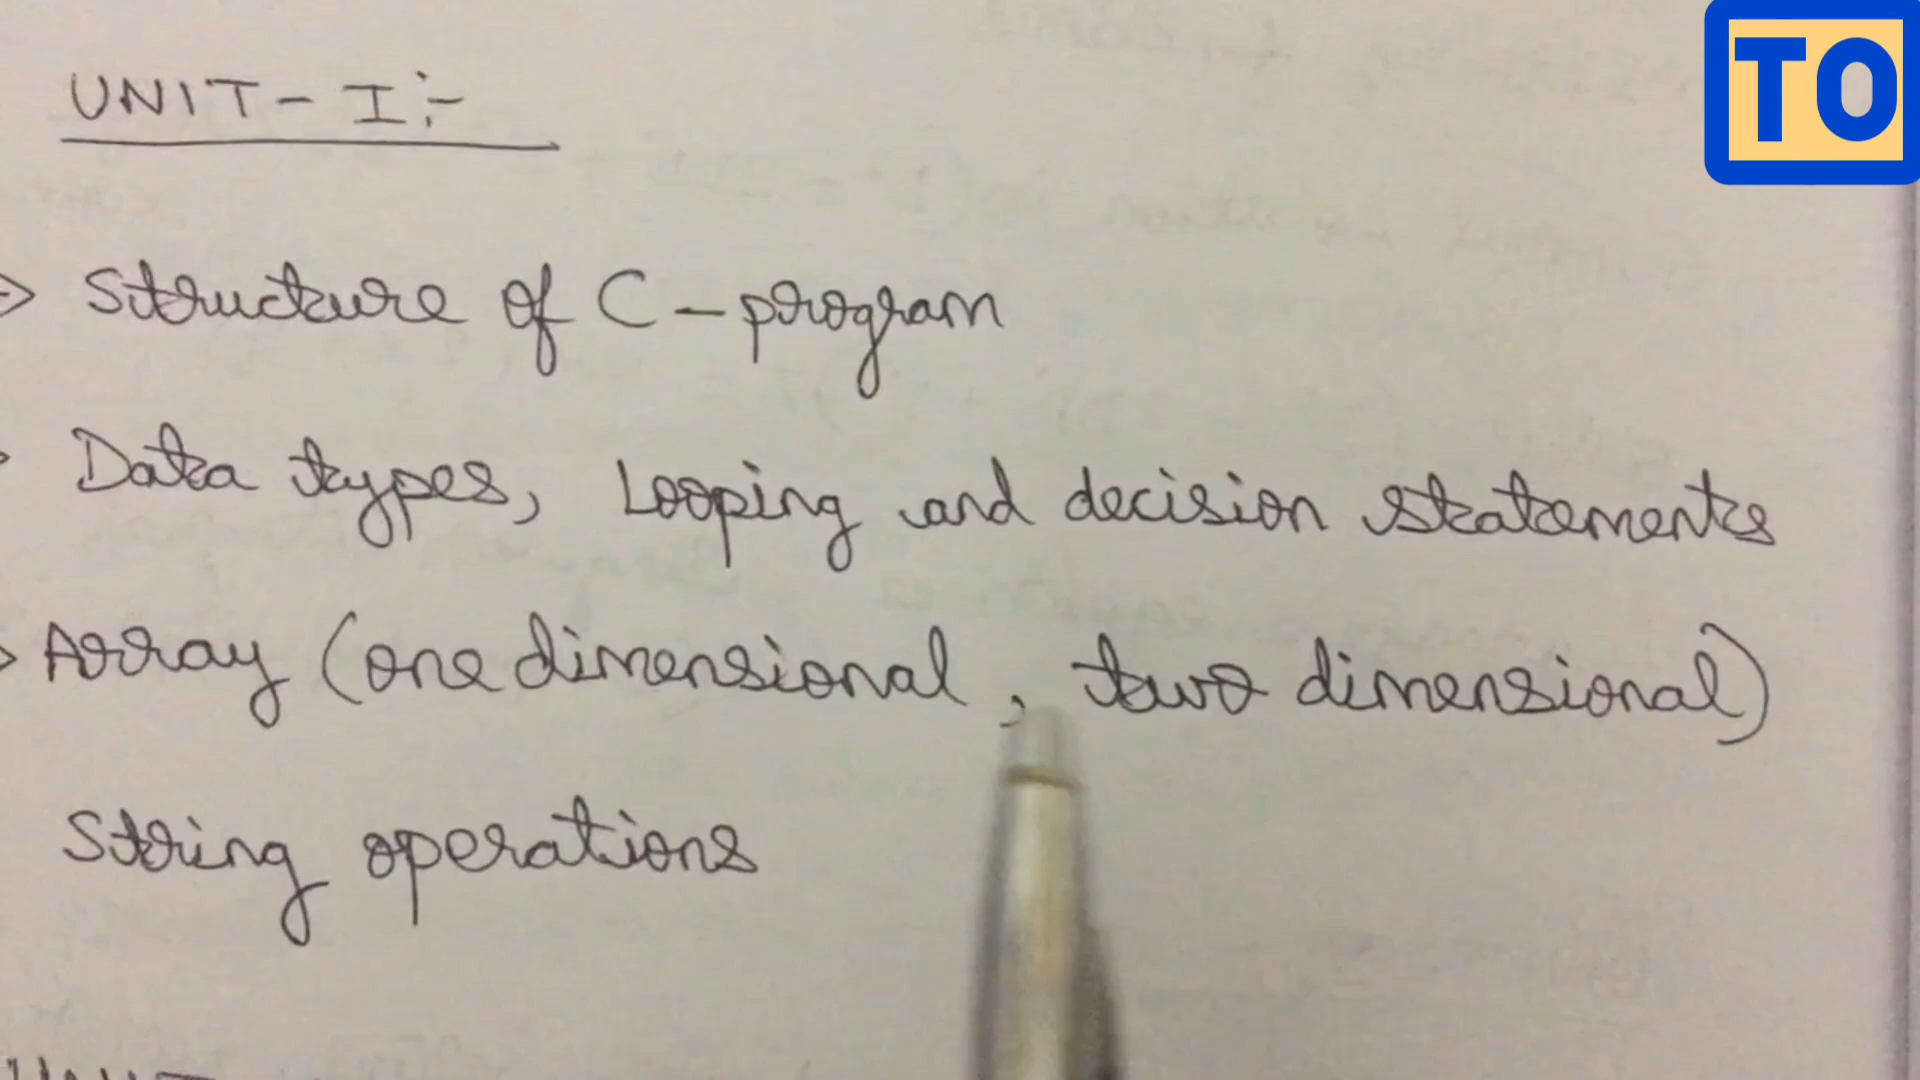 TO
UNIT - I :-
-> Structure of C - program
Data types, Looping and decision statements
> Array (one dimensional, two dimensional)
String operations